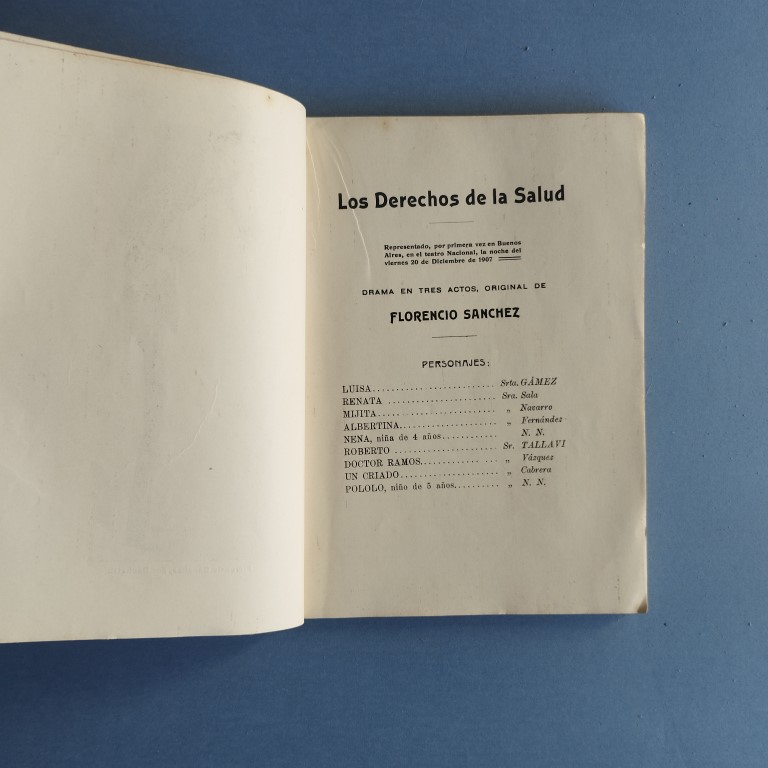 Los Derechos de la Salud
Representado, por primera vez en Buenos
Aires, en el teatro Nacional, la noche del
viernes 20 de Diciembre de 1907
DRAMA EN TRES ACTOS, ORIGINAL DE
FLORENCIO SANCHEZ
PERSONAJES:
LUISA.......................... Srta. GÁMEZ
RENATA ....................... Sra. Sala
MIJITA......................... „ Navarro
ALBERTINA..................... „ Fernández
NENA, niña de 4 años............ N. N.
ROBERTO ...................... Sr. TALLAVI
DOCTOR RAMOS................ „ Vázquez
UN CRIADO..................... „ Cabrera
POLOLO, niño de 5 años.......... „ N. N.